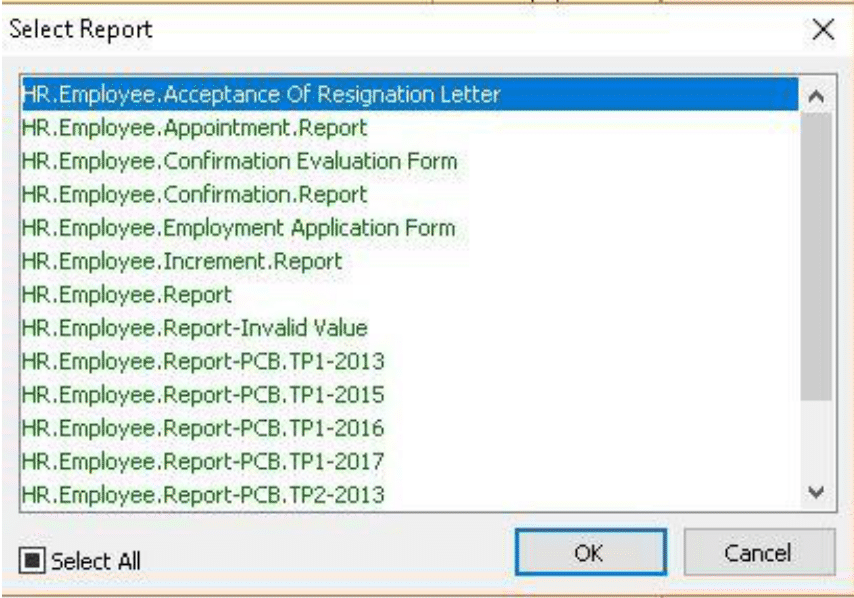 Select Report
HR.Employee.Acceptance Of Resignation Letter
HR.Employee.Appointment.Report
HR.Employee.Confirmation Evaluation Form
HR.Employee.Confirmation.Report
HR.Employee.Employment Application Form
HR.Employee.Increment.Report
HR.Employee.Report
HR.Employee.Report-Invalid Value
HR.Employee.Report-PCB.TP1-2013
HR.Employee.Report-PCB.TP1-2015
HR.Employee.Report-PCB.TP1-2016
HR.Employee.Report-PCB.TP1-2017
HR.Employee.Report-PCB.TP2-2013
Select All
OK
Cancel